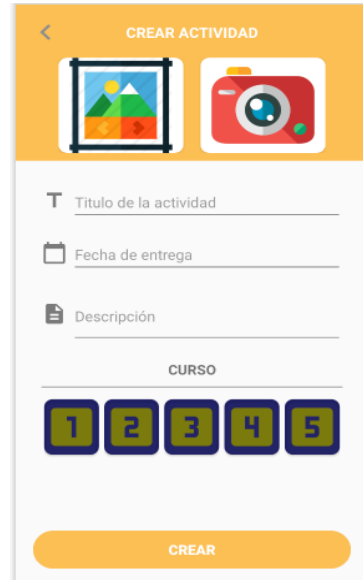 CREAR ACTIVIDAD
Titulo de la actividad
Fecha de entrega
Descripción
CURSO
1 2 3 4 5
CREAR